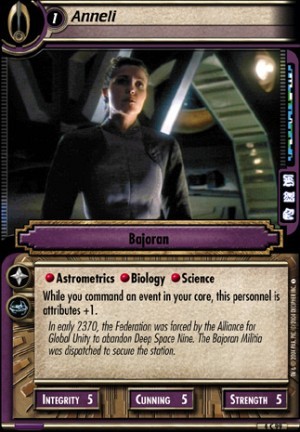 1
Anneli
Bajoran
Astrometrics Biology Science
While you command an event in your core, this personnel is
attributes +1.
In early 2370, the Federation was forced by the Alliance for
Global Unity to abandon Deep Space Nine. The Bajoran Militia
was dispatched to secure the station.
INTEGRITY 5 CUNNING 5 STRENGTH 5